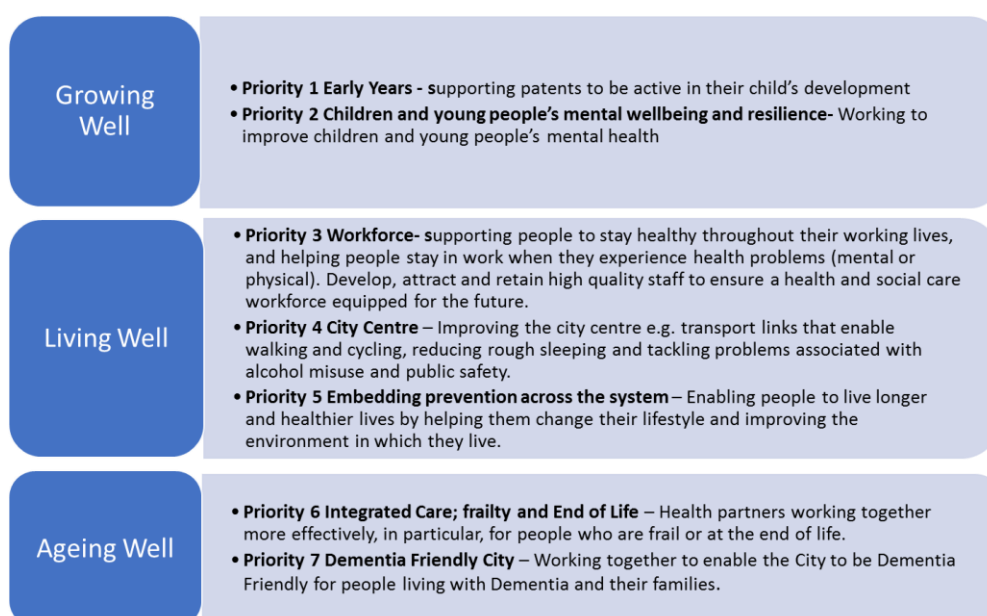 Growing
Well
• Priority 1 Early Years - supporting patents to be active in their child’s development
• Priority 2 Children and young people’s mental wellbeing and resilience- Working to
improve children and young people’s mental health
Living Well
• Priority 3 Workforce- supporting people to stay healthy throughout their working lives,
and helping people stay in work when they experience health problems (mental or
physical). Develop, attract and retain high quality staff to ensure a health and social care
workforce equipped for the future.
• Priority 4 City Centre – Improving the city centre e.g. transport links that enable
walking and cycling, reducing rough sleeping and tackling problems associated with
alcohol misuse and public safety.
• Priority 5 Embedding prevention across the system – Enabling people to live longer
and healthier lives by helping them change their lifestyle and improving the
environment in which they live.
Ageing Well
• Priority 6 Integrated Care; frailty and End of Life – Health partners working together
more effectively, in particular, for people who are frail or at the end of life.
• Priority 7 Dementia Friendly City – Working together to enable the City to be Dementia
Friendly for people living with Dementia and their families.